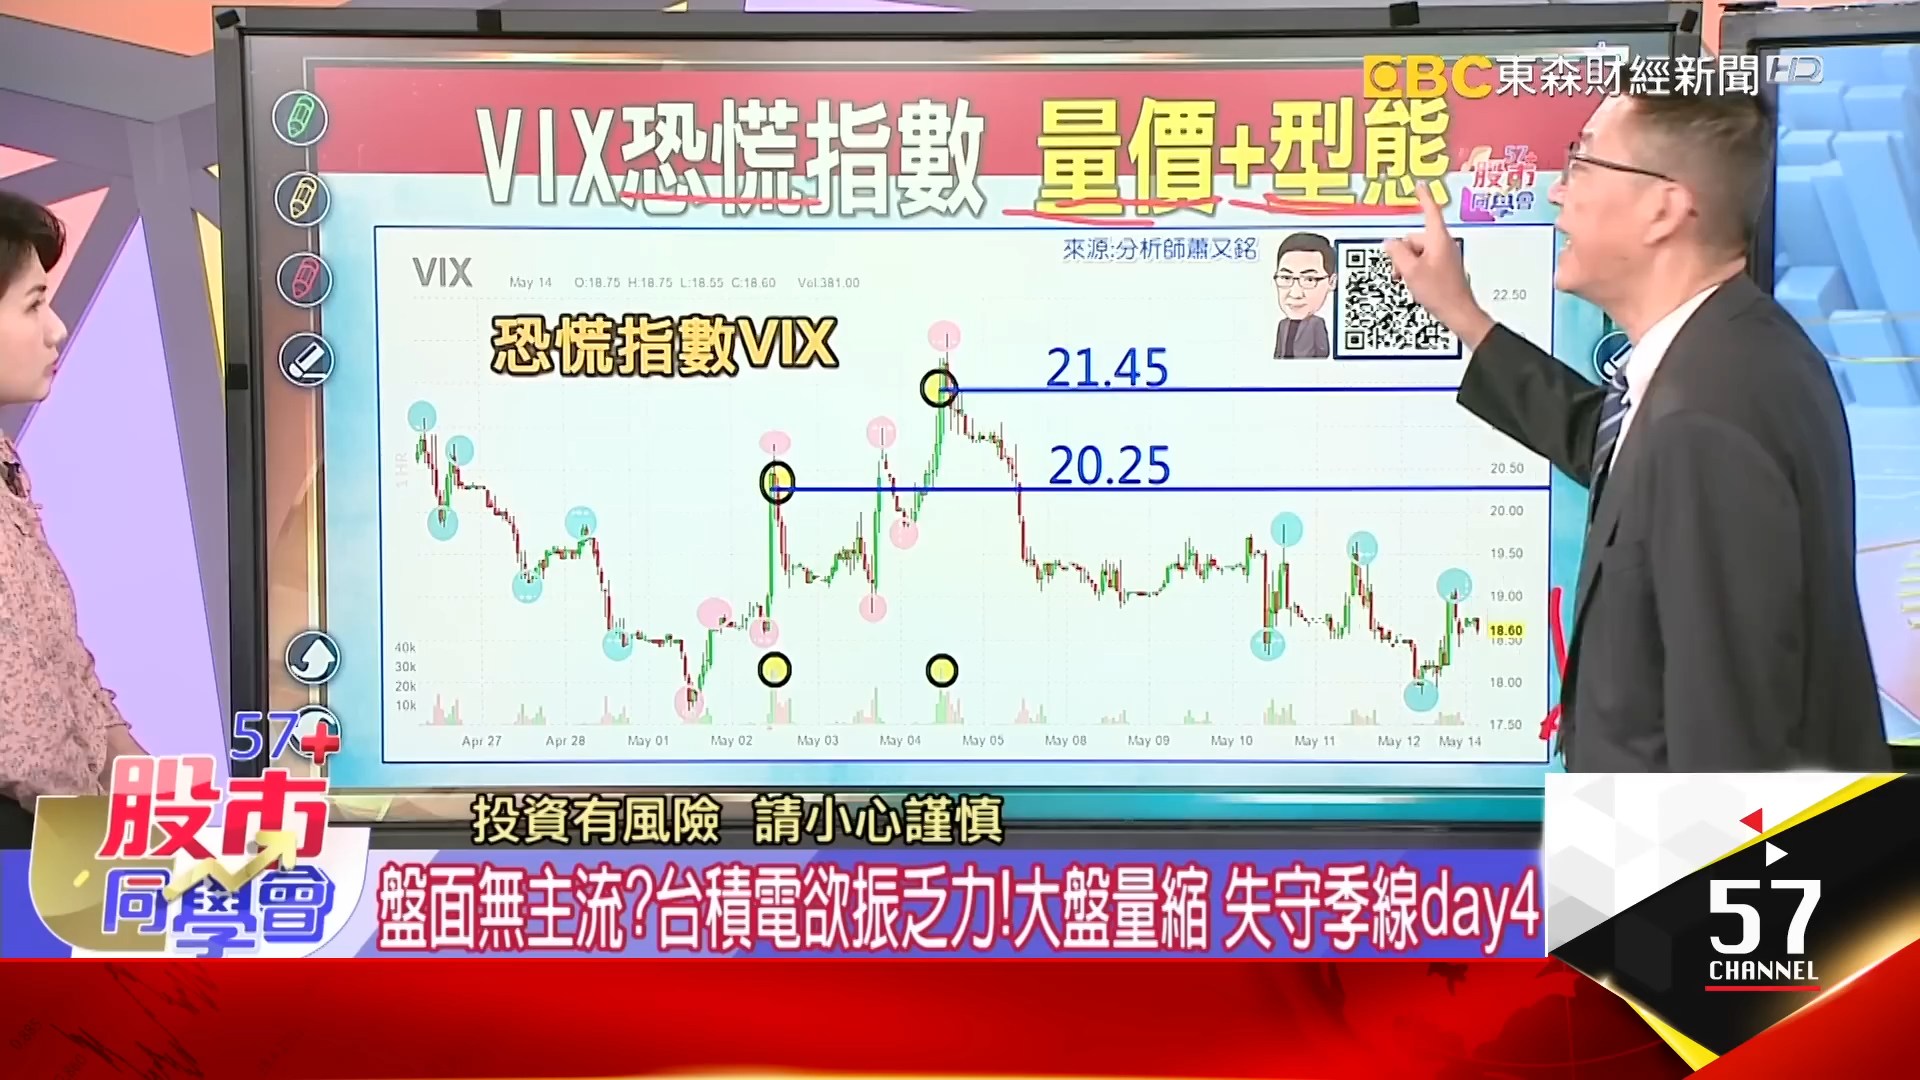 EBC東森財經新聞 HD
VIX恐慌指數 量價+型態
57
股市
同學會
來源:分析師蕭又銘
VIX
May 14 O:18.75 H:18.75 L:18.55 C:18.60 Vol:381.00
恐慌指數VIX
21.45
20.25
1HR
22.50
20.50
20.00
19.50
19.00
18.60
18.50
18.00
17.50
40k
30k
20k
10k
Apr 27 Apr 28 May 01 May 02 May 03 May 04 May 05 May 08 May 09 May 10 May 11 May 12 May 14
57+
股市
同學會
投資有風險 請小心謹慎
盤面無主流?台積電欲振乏力!大盤量縮 失守季線day4
57
CHANNEL